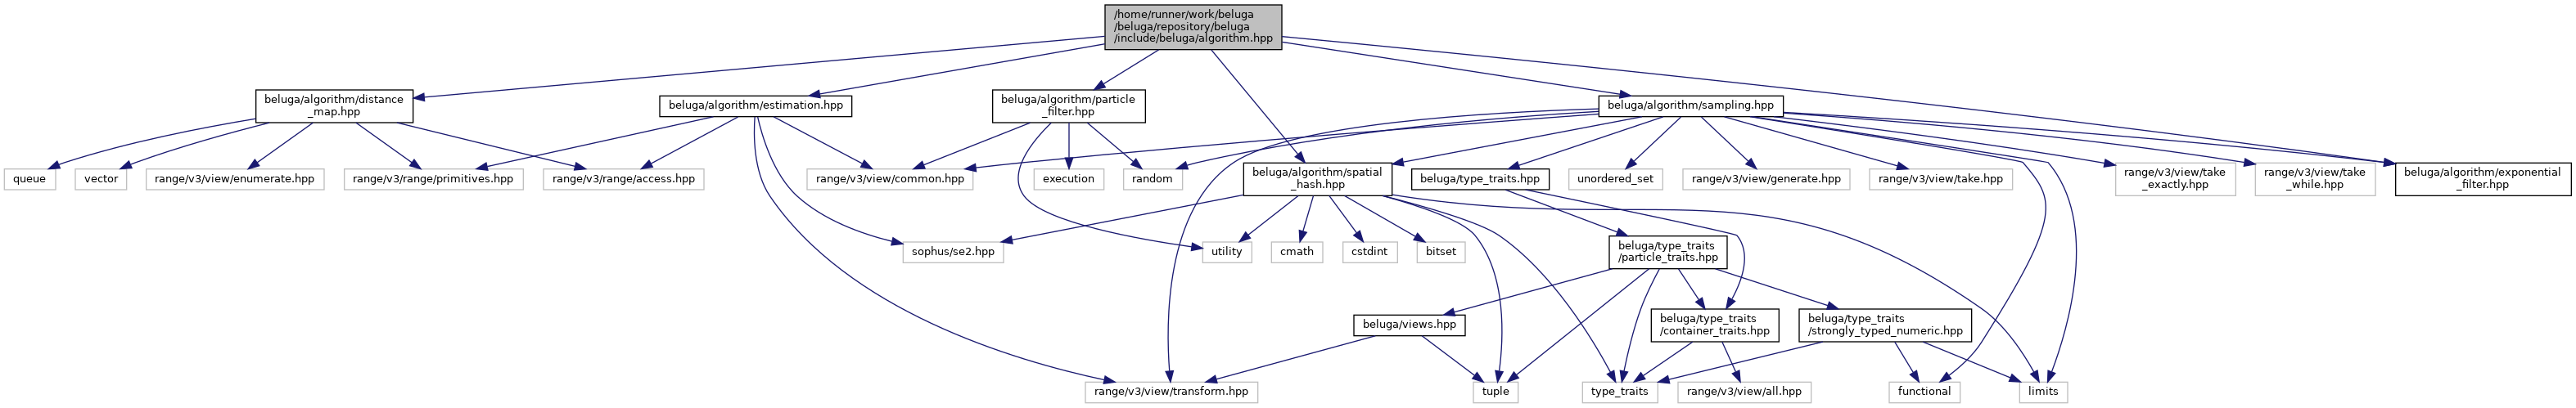 /home/runner/work/beluga
/beluga/repository/beluga
/include/beluga/algorithm.hpp
beluga/algorithm/distance
_map.hpp
beluga/algorithm/estimation.hpp
beluga/algorithm/particle
_filter.hpp
beluga/algorithm/sampling.hpp
queue
vector
range/v3/view/enumerate.hpp
range/v3/range/primitives.hpp
range/v3/range/access.hpp
range/v3/view/common.hpp
execution
random
beluga/algorithm/spatial
_hash.hpp
beluga/type_traits.hpp
unordered_set
range/v3/view/generate.hpp
range/v3/view/take.hpp
range/v3/view/take
_exactly.hpp
range/v3/view/take
_while.hpp
beluga/algorithm/exponential
_filter.hpp
sophus/se2.hpp
utility
cmath
cstdint
bitset
beluga/type_traits
/particle_traits.hpp
beluga/views.hpp
beluga/type_traits
/container_traits.hpp
beluga/type_traits
/strongly_typed_numeric.hpp
range/v3/view/transform.hpp
tuple
type_traits
range/v3/view/all.hpp
functional
limits